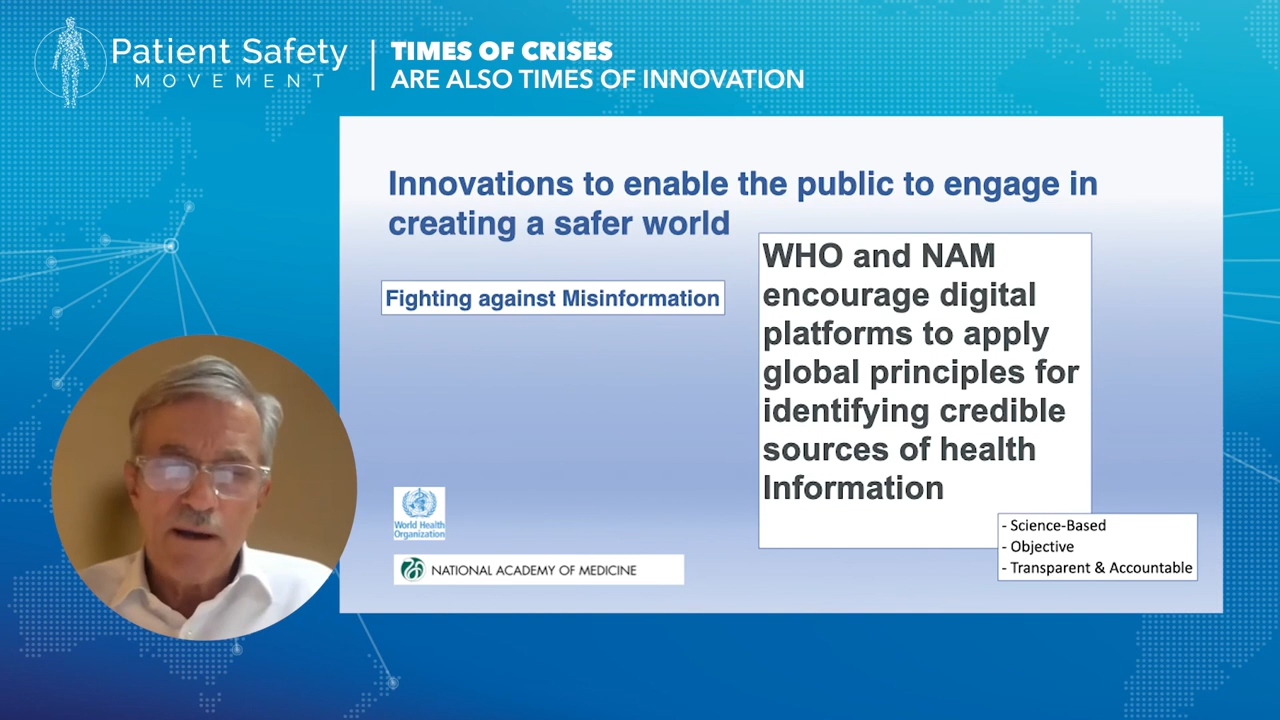 Patient Safety
MOVEMENT
TIMES OF CRISES
ARE ALSO TIMES OF INNOVATION
Innovations to enable the public to engage in
creating a safer world
Fighting against Misinformation
WHO and NAM
encourage digital
platforms to apply
global principles for
identifying credible
sources of health
Information
- Science-Based
- Objective
- Transparent & Accountable
World Health
Organization
NATIONAL ACADEMY OF MEDICINE